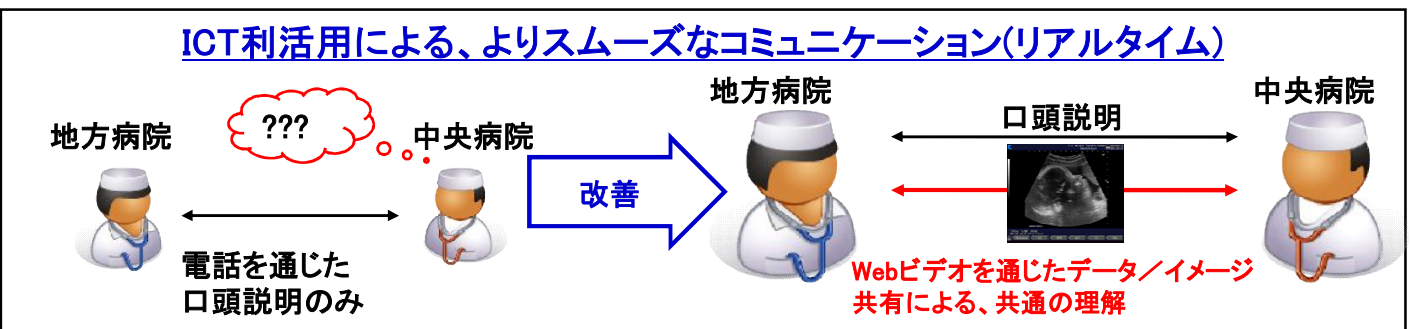 ICT利活用による、よりスムーズなコミュニケーション(リアルタイム)
地方病院
???
中央病院
電話を通じた
口頭説明のみ
改善
地方病院
中央病院
口頭説明
Webビデオを通じたデータ／イメージ
共有による、共通の理解